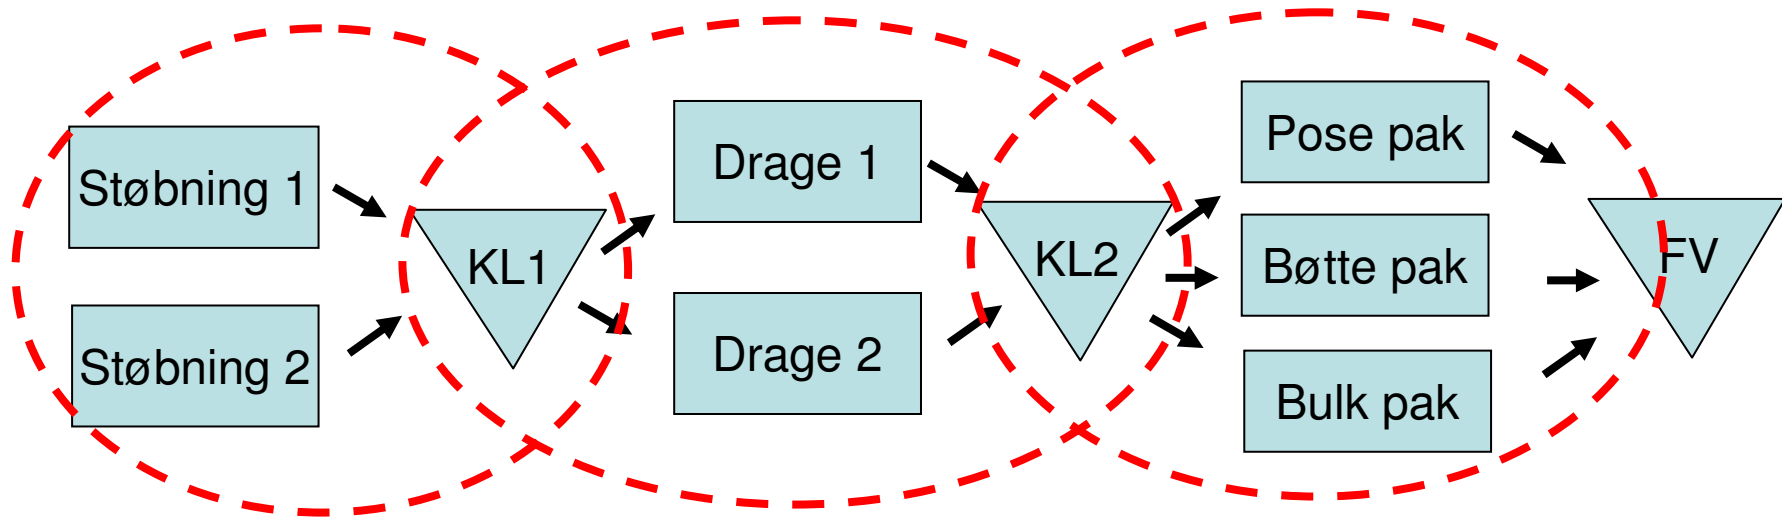 Støbning 1
Støbning 2
KL1
Drage 1
Drage 2
KL2
Pose pak
Bøtte pak
Bulk pak
FV